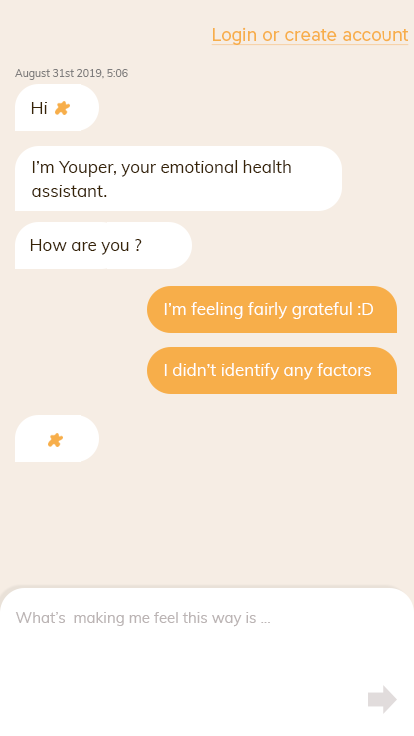 Login or create account
August 31st 2019, 5:06
Hi
I'm Youper, your emotional health
assistant.
How are you ?
I'm feeling fairly grateful :D
I didn't identify any factors
What's making me feel this way is ...